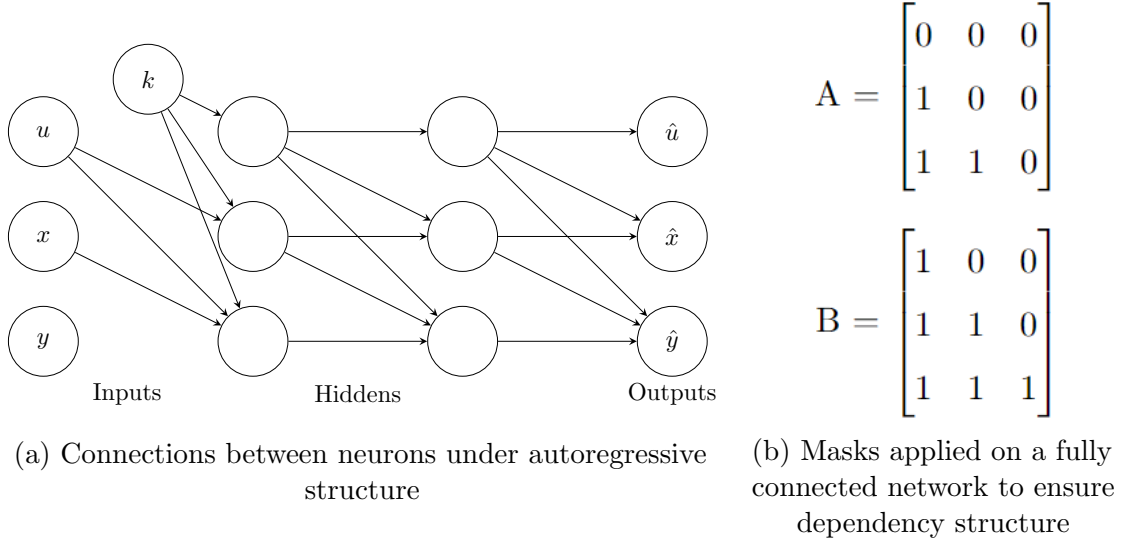 k
u
x
y
û
x̂
ŷ
Inputs
Hiddens
Outputs
(a) Connections between neurons under autoregressive
structure
A =
0 0 0
1 0 0
1 1 0
B =
1 0 0
1 1 0
1 1 1
(b) Masks applied on a fully
connected network to ensure
dependency structure